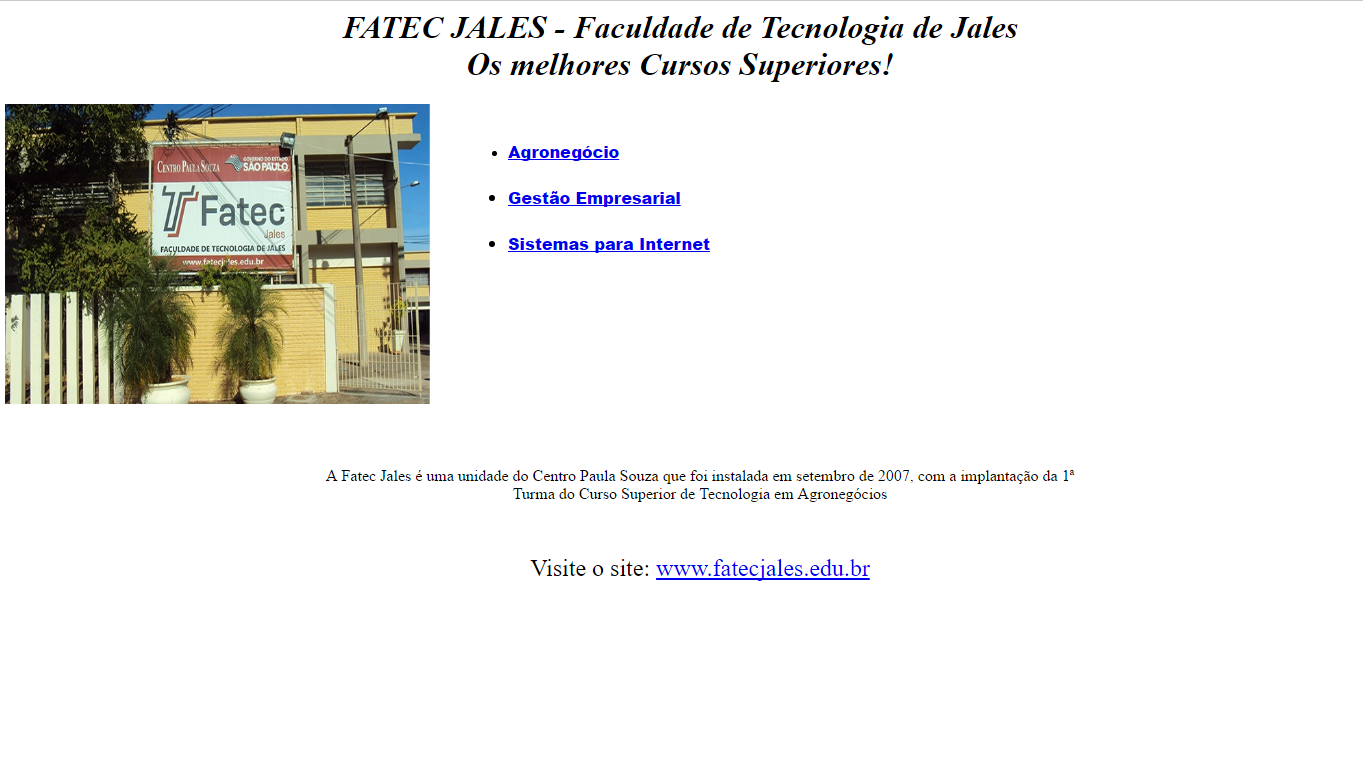 FATEC JALES - Faculdade de Tecnologia de Jales
Os melhores Cursos Superiores!
CENTRO PAULA SOUZA
GOVERNO DO ESTADO
SÃO PAULO
Fatec
Jales
FACULDADE DE TECNOLOGIA DE JALES
www.fatecjales.edu.br
Agronegócio
Gestão Empresarial
Sistemas para Internet
A Fatec Jales é uma unidade do Centro Paula Souza que foi instalada em setembro de 2007, com a implantação da 1ª
Turma do Curso Superior de Tecnologia em Agronegócios
Visite o site: www.fatecjales.edu.br